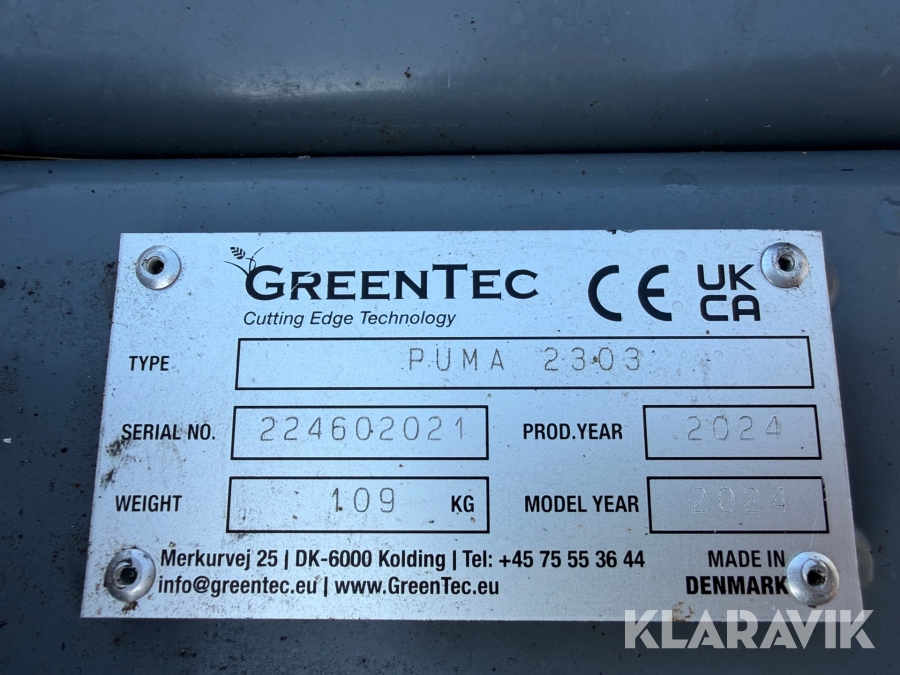 GREENTEC
Cutting Edge Technology
CE UK CA
TYPE PUMA 2303
SERIAL NO. 224602021 PROD.YEAR 2024
WEIGHT 109 KG MODEL YEAR 2024
Merkurvej 25 | DK-6000 Kolding | Tel: +45 75 55 36 44 MADE IN
info@greentec.eu | www.GreenTec.eu DENMARK
KLARAVIK